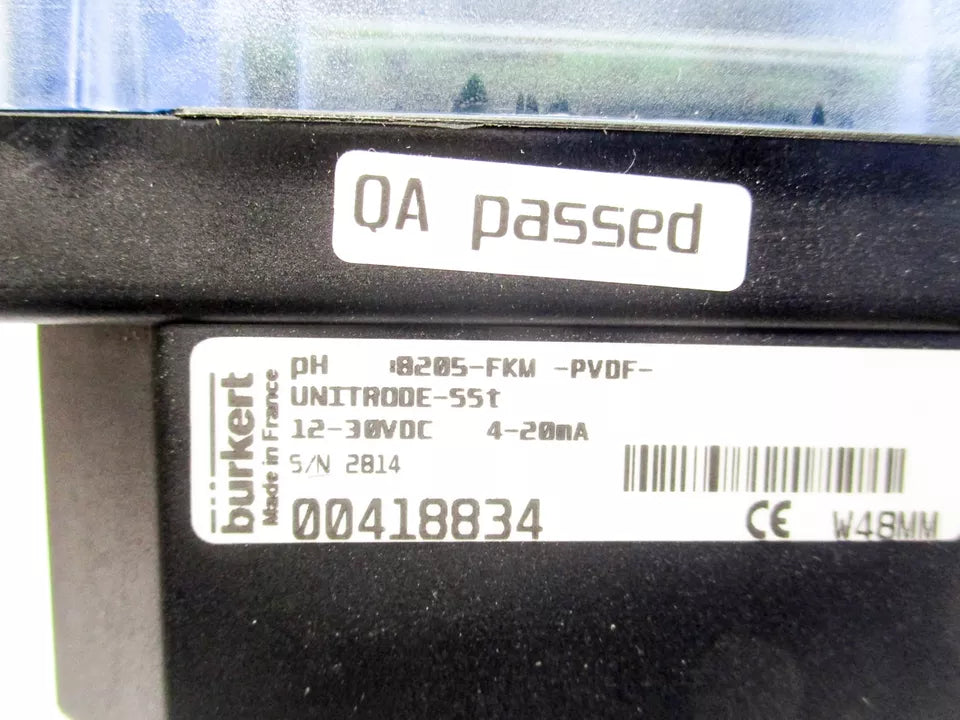 QA passed
bürkert
Made in France
pH :8205-FKM -PVDF-
UNITRODE-SSt
12-30VDC 4-20mA
S/N 2814
00418834
CE W48MM